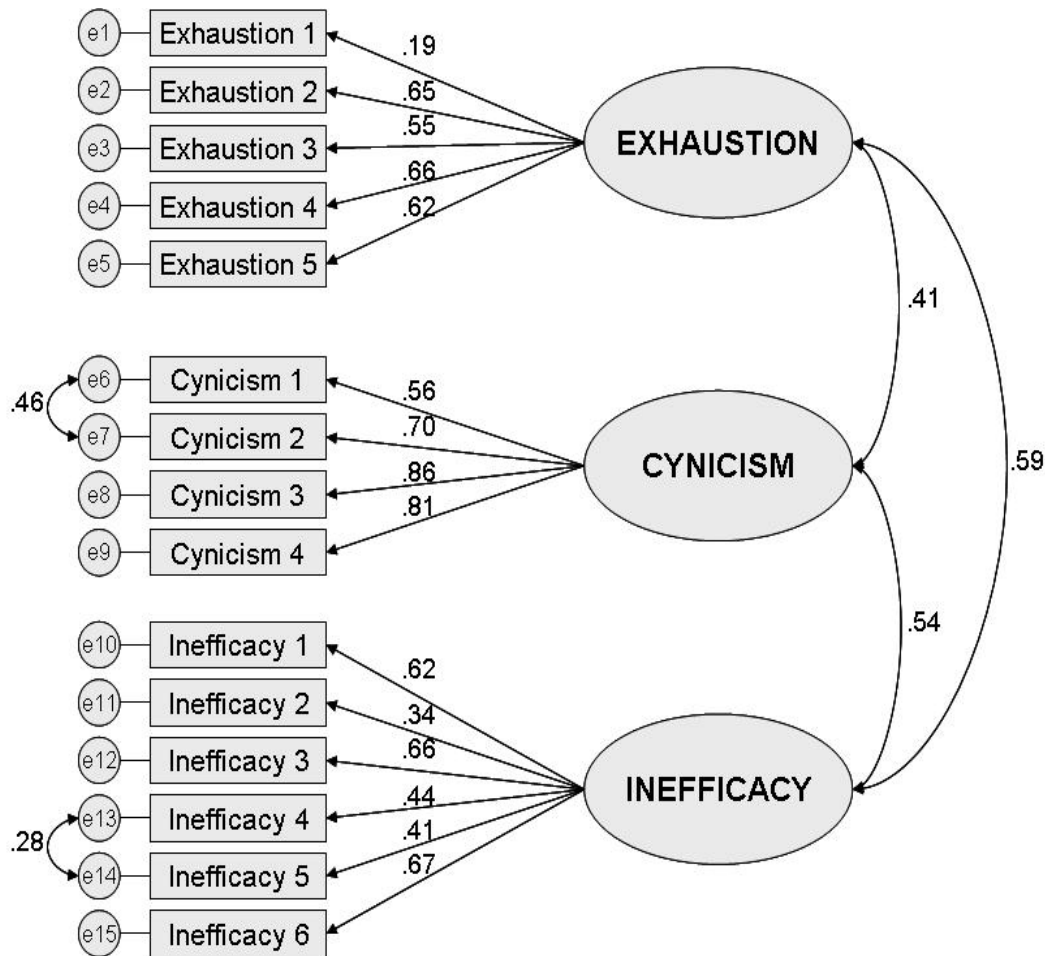 e1 Exhaustion 1
.19
e2 Exhaustion 2
.65
EXHAUSTION
e3 Exhaustion 3
.55
e4 Exhaustion 4
.66
e5 Exhaustion 5
.62
.41
e6 Cynicism 1
.56
.46
e7 Cynicism 2
.70
CYNICISM
.59
e8 Cynicism 3
.86
e9 Cynicism 4
.81
.54
e10 Inefficacy 1
.62
e11 Inefficacy 2
.34
e12 Inefficacy 3
.66
INEFFICACY
e13 Inefficacy 4
.44
.28
e14 Inefficacy 5
.41
e15 Inefficacy 6
.67